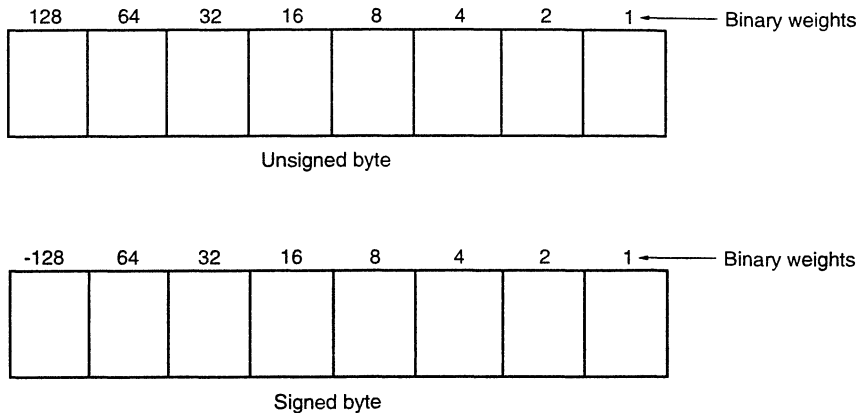 128 64 32 16 8 4 2 1 Binary weights
Unsigned byte
-128 64 32 16 8 4 2 1 Binary weights
Signed byte